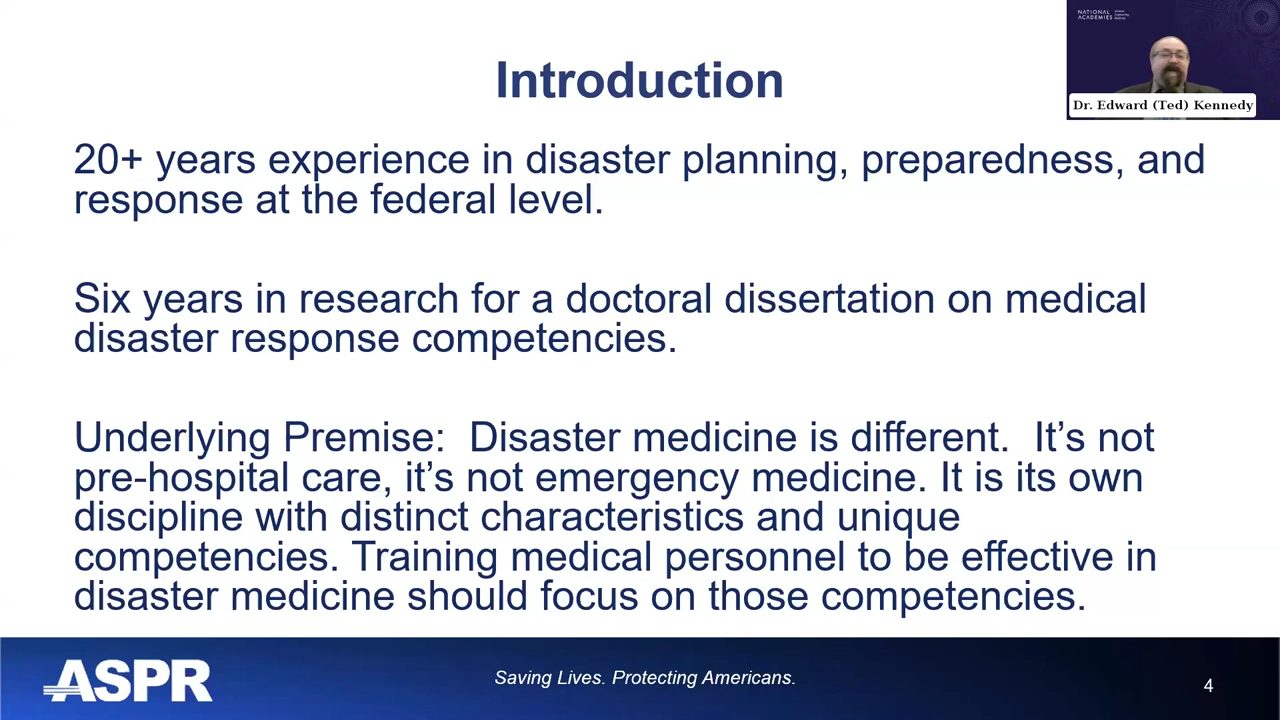 Introduction
NATIONAL
ACADEMIES
Sciences
Engineering
Medicine
Dr. Edward (Ted) Kennedy
20+ years experience in disaster planning, preparedness, and
response at the federal level.
Six years in research for a doctoral dissertation on medical
disaster response competencies.
Underlying Premise:  Disaster medicine is different.  It’s not
pre-hospital care, it’s not emergency medicine. It is its own
discipline with distinct characteristics and unique
competencies. Training medical personnel to be effective in
disaster medicine should focus on those competencies.
ASPR
Saving Lives. Protecting Americans.
4